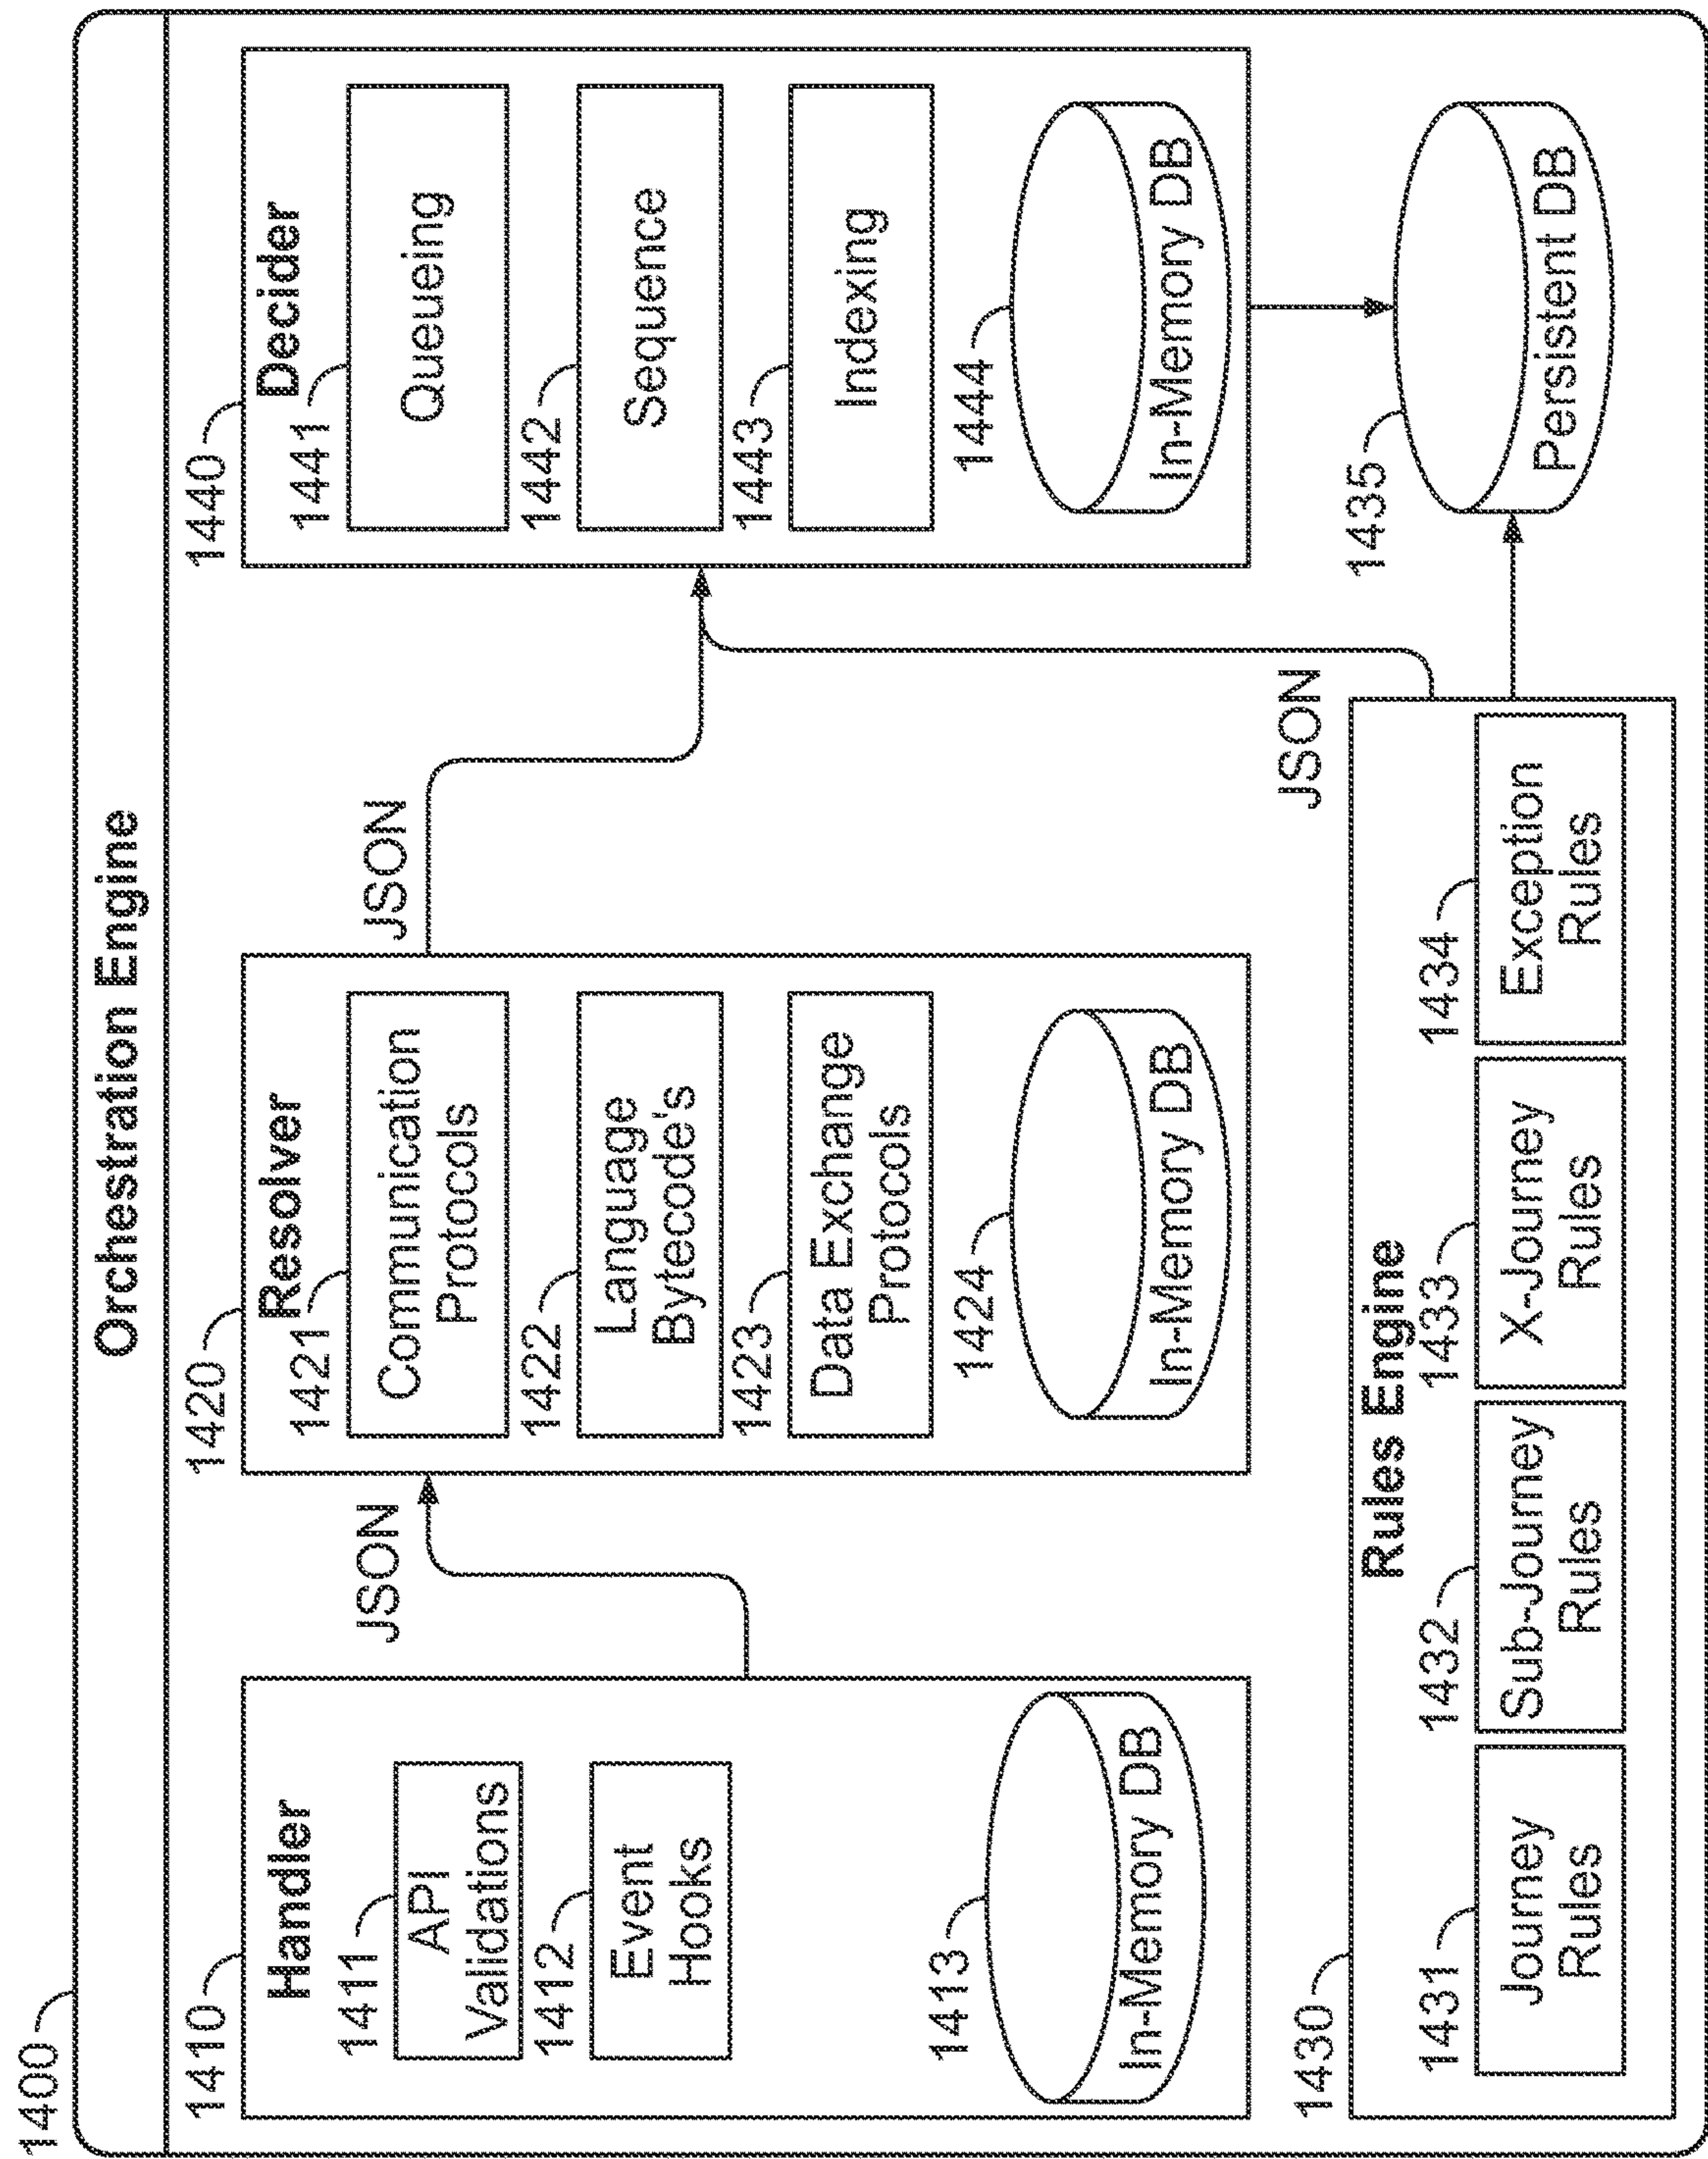 1400
Orchestration Engine
1410
Handler
1411
API
Validations
1412
Event
Hooks
1413
In-Memory DB
JSON
1420
Resolver
1421
Communication
Protocols
1422
Language
Bytecode's
1423
Data Exchange
Protocols
1424
In-Memory DB
JSON
1440
Decider
1441
Queueing
1442
Sequence
1443
Indexing
1444
In-Memory DB
1430
Rules Engine
1431
Journey
Rules
1432
Sub-Journey
Rules
1433
X-Journey
Rules
1434
Exception
Rules
JSON
1435
Persistent DB